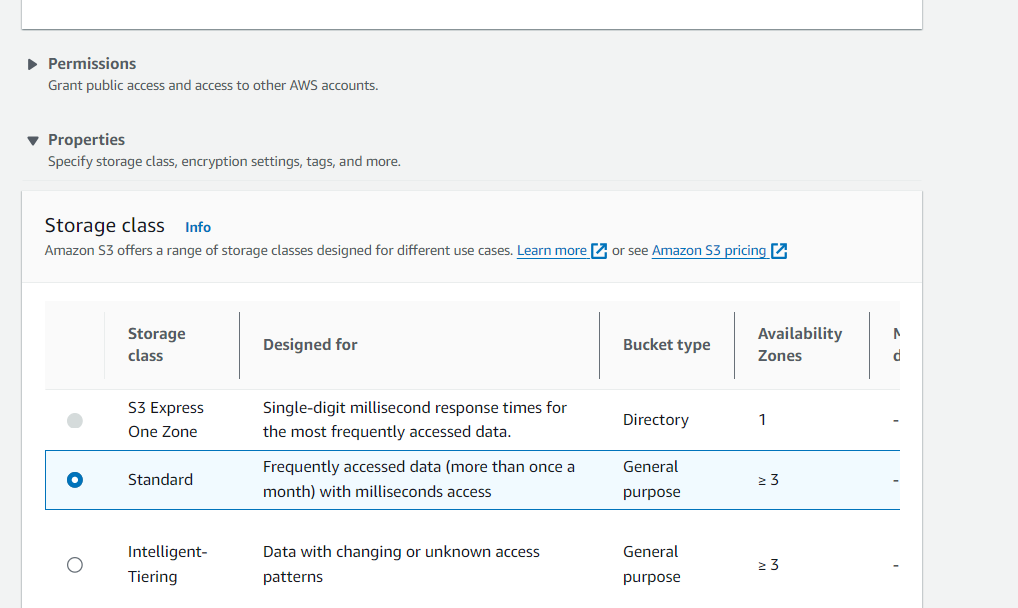 Permissions
Grant public access and access to other AWS accounts.
Properties
Specify storage class, encryption settings, tags, and more.
Storage class Info
Amazon S3 offers a range of storage classes designed for different use cases. Learn more or see Amazon S3 pricing
Storage class
Designed for
Bucket type
Availability Zones
S3 Express One Zone
Single-digit millisecond response times for the most frequently accessed data.
Directory
1
-
Standard
Frequently accessed data (more than once a month) with milliseconds access
General purpose
≥ 3
-
Intelligent-Tiering
Data with changing or unknown access patterns
General purpose
≥ 3
-